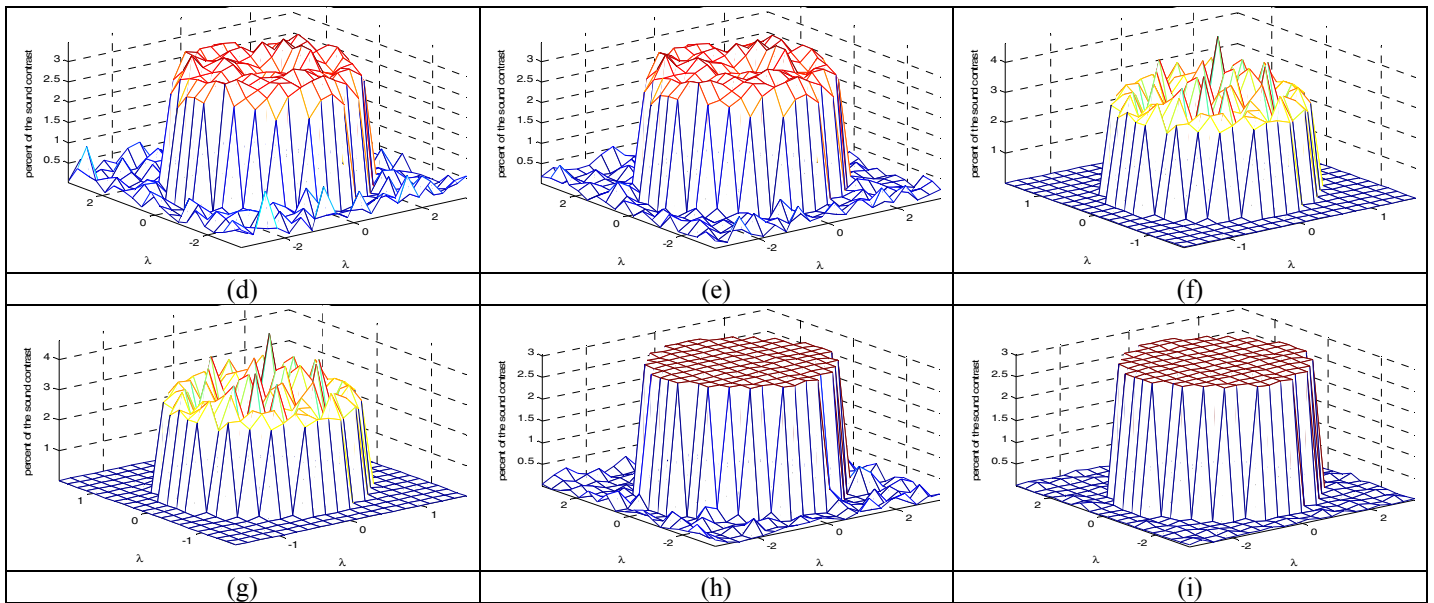 percent of the sound contrast
3
2.5
2
1.5
1
0.5
2
0
-2
λ
-2
0
2
λ
(d)
percent of the sound contrast
3
2.5
2
1.5
1
0.5
2
0
-2
λ
-2
0
2
λ
(e)
percent of the sound contrast
4
3
2
1
1
0
-1
λ
-1
0
1
λ
(f)
percent of the sound contrast
4
3
2
1
1
0
-1
λ
-1
0
1
λ
(g)
percent of the sound contrast
3
2.5
2
1.5
1
0.5
2
0
-2
λ
-2
0
2
λ
(h)
percent of the sound contrast
3
2.5
2
1.5
1
0.5
2
0
-2
λ
-2
0
2
λ
(i)